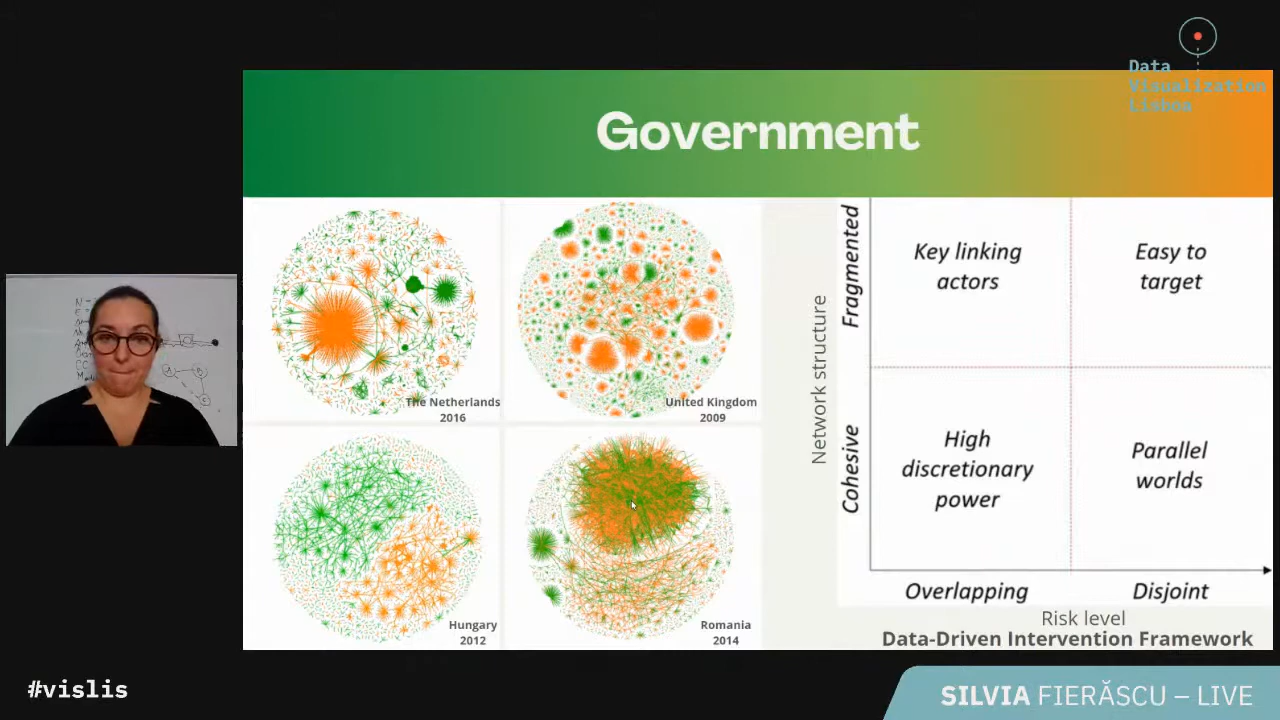 Data
Visualization
Lisboa
Government
The Netherlands
2016
United Kingdom
2009
Hungary
2012
Romania
2014
Network structure
Fragmented
Cohesive
Key linking
actors
Easy to
target
High
discretionary
power
Parallel
worlds
Overlapping
Disjoint
Risk level
Data-Driven Intervention Framework
#vislis
SILVIA FIERĂSCU – LIVE